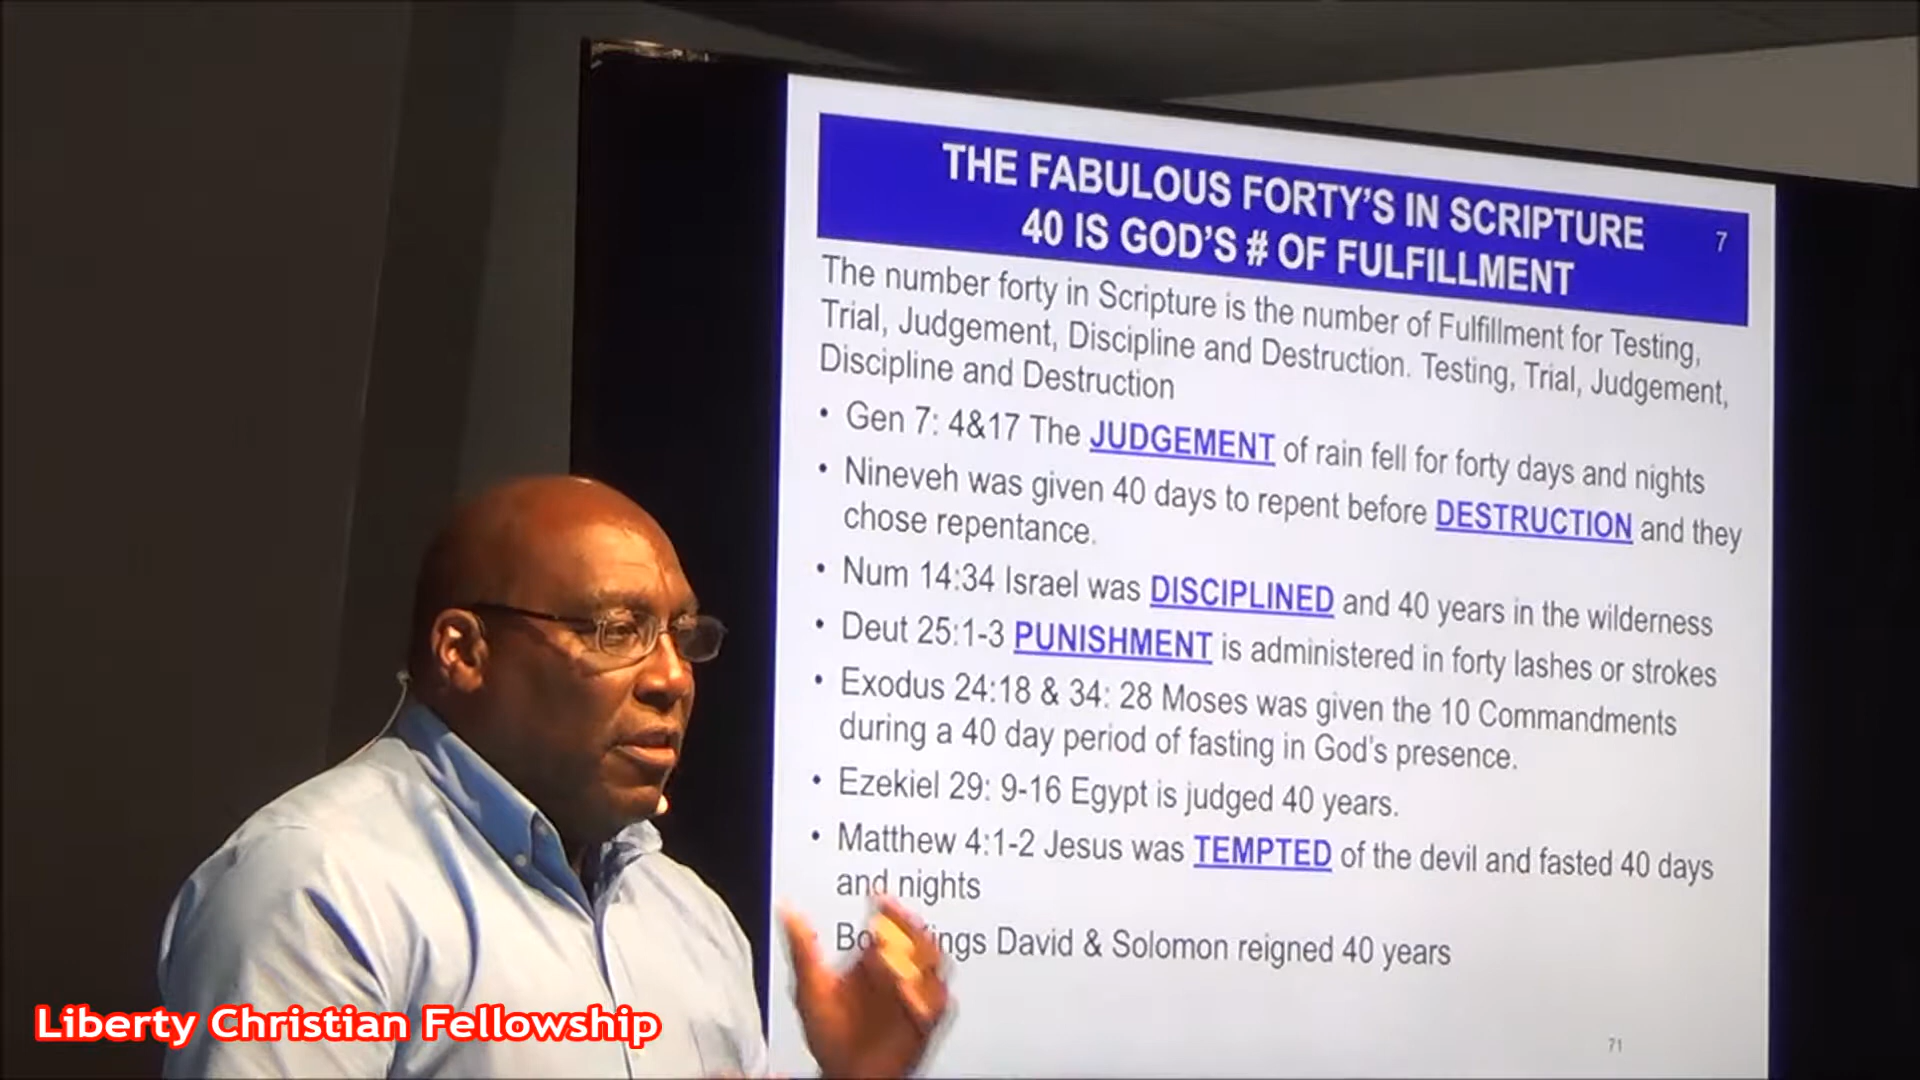 THE FABULOUS FORTY'S IN SCRIPTURE
40 IS GOD'S # OF FULFILLMENT
7
The number forty in Scripture is the number of Fulfillment for Testing,
Trial, Judgement, Discipline and Destruction. Testing, Trial, Judgement,
Discipline and Destruction
• Gen 7: 4&17 The JUDGEMENT of rain fell for forty days and nights
• Nineveh was given 40 days to repent before DESTRUCTION and they
chose repentance.
• Num 14:34 Israel was DISCIPLINED and 40 years in the wilderness
• Deut 25:1-3 PUNISHMENT is administered in forty lashes or strokes
• Exodus 24:18 & 34: 28 Moses was given the 10 Commandments
during a 40 day period of fasting in God's presence.
• Ezekiel 29: 9-16 Egypt is judged 40 years.
• Matthew 4:1-2 Jesus was TEMPTED of the devil and fasted 40 days
and nights
David & Solomon reigned 40 years
71
Liberty Christian Fellowship